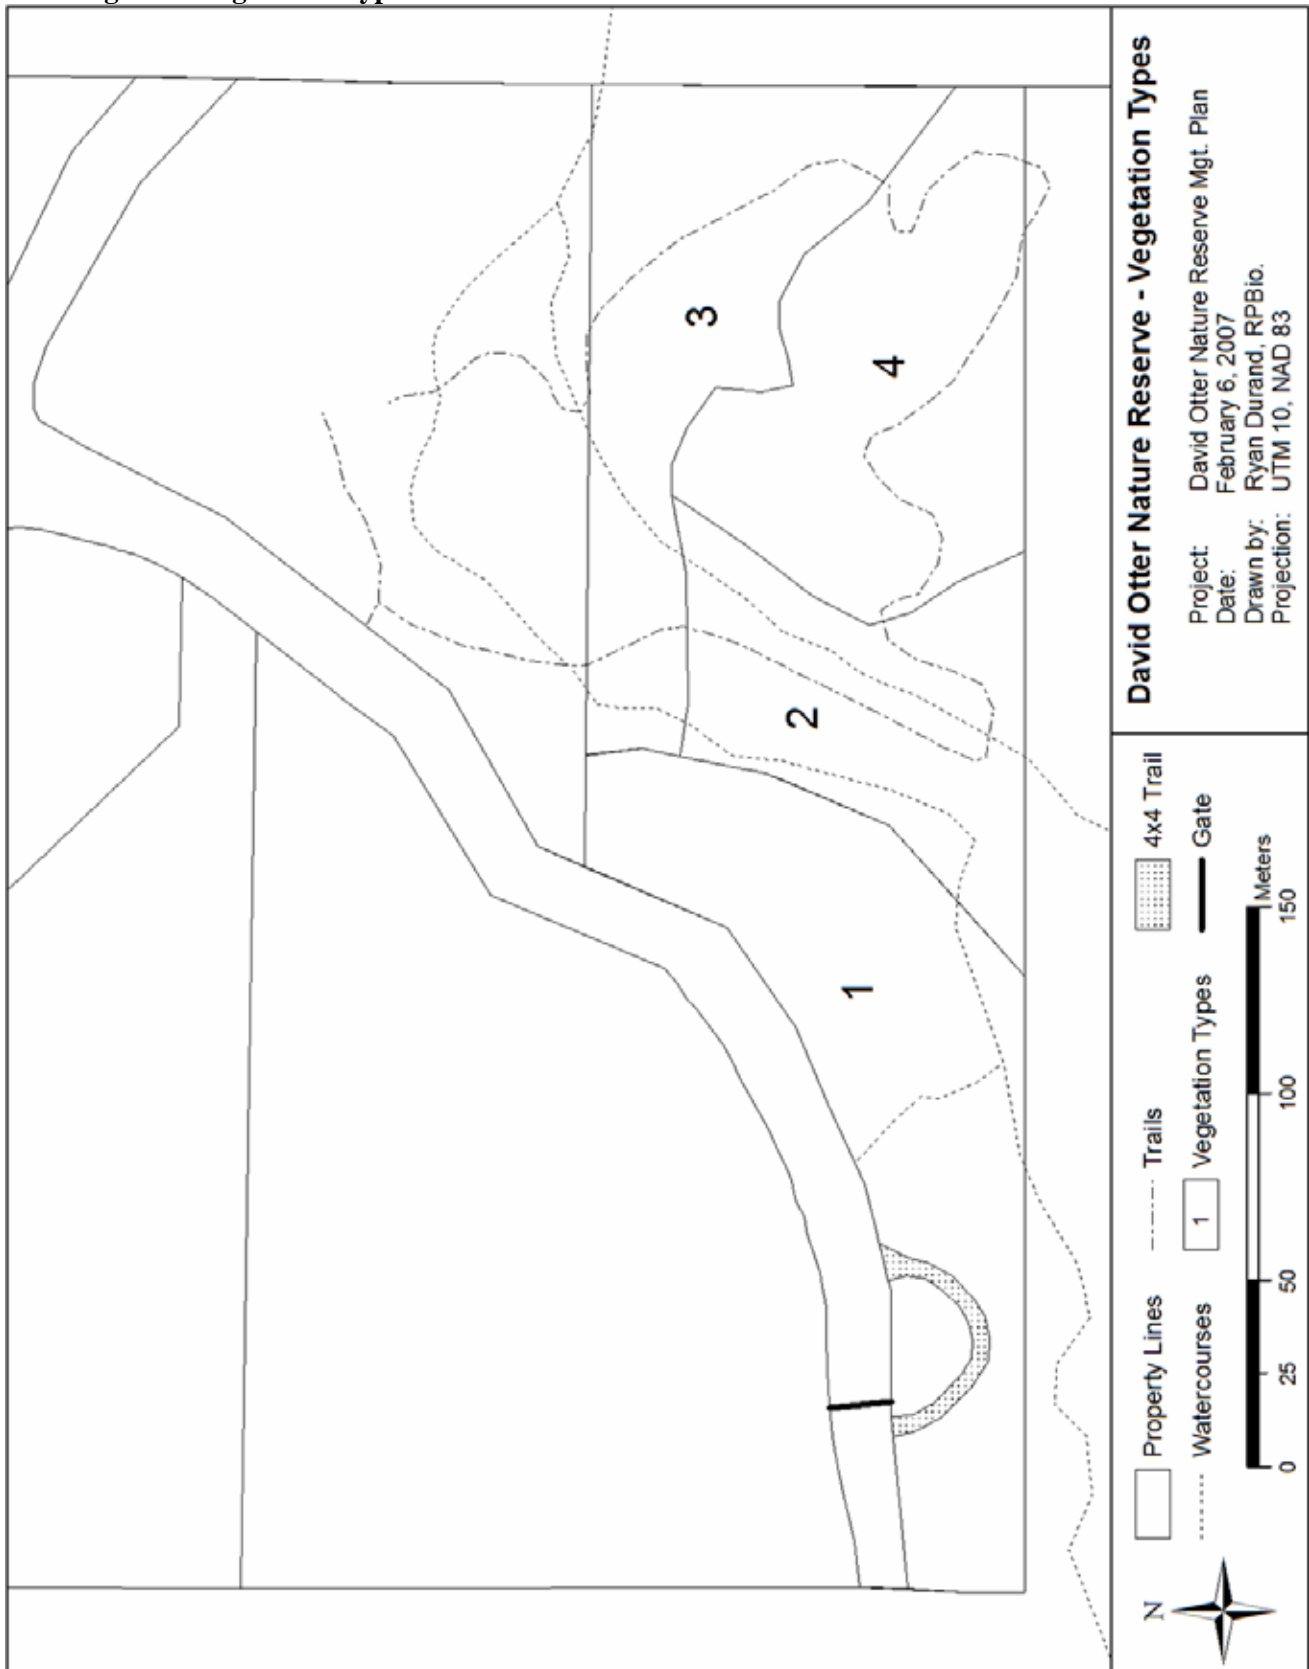 David Otter Nature Reserve - Vegetation Types
Project: David Otter Nature Reserve Mgt. Plan
Date: February 6, 2007
Drawn by: Ryan Durand, RPBio.
Projection: UTM 10, NAD 83
1
2
3
4
N
Property Lines
Trails
4x4 Trail
Watercourses
1 Vegetation Types
Gate
0 25 50 100 150
Meters